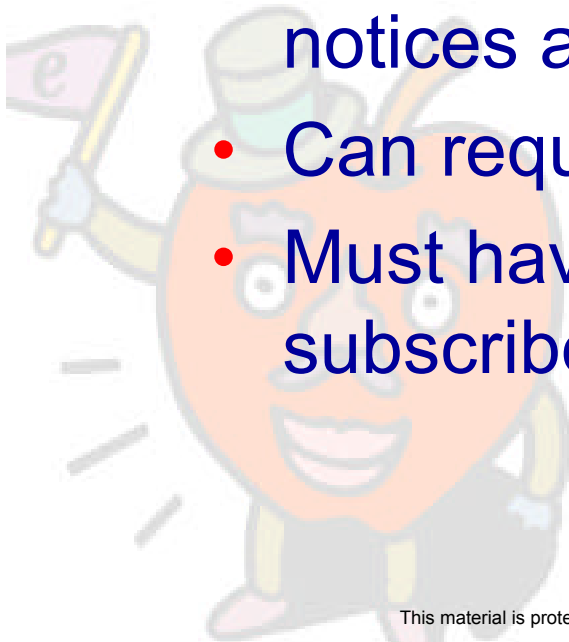 e
notices a
• Can requ
• Must hav
subscribe
This material is prote